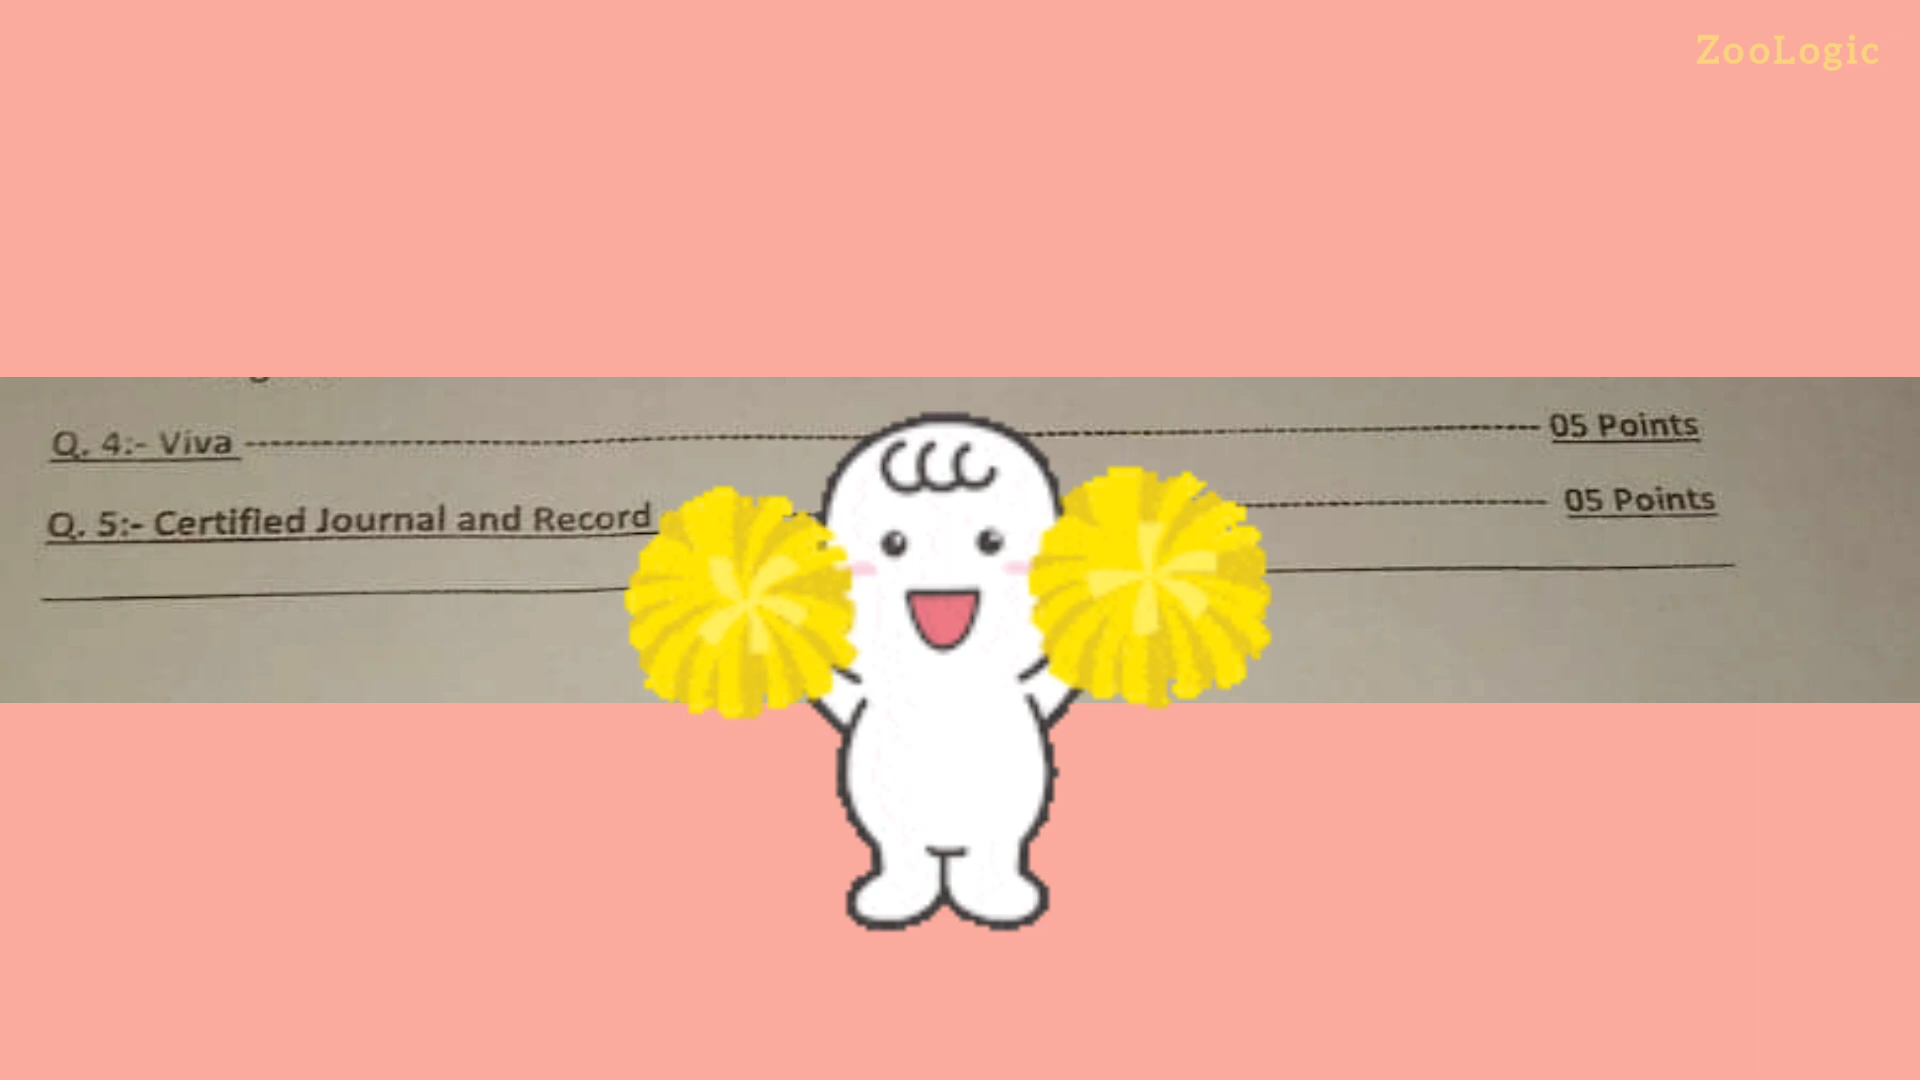 ZooLogic
Q. 4:- Viva ---------- 05 Points
Q. 5:- Certified Journal and Record ---------- 05 Points